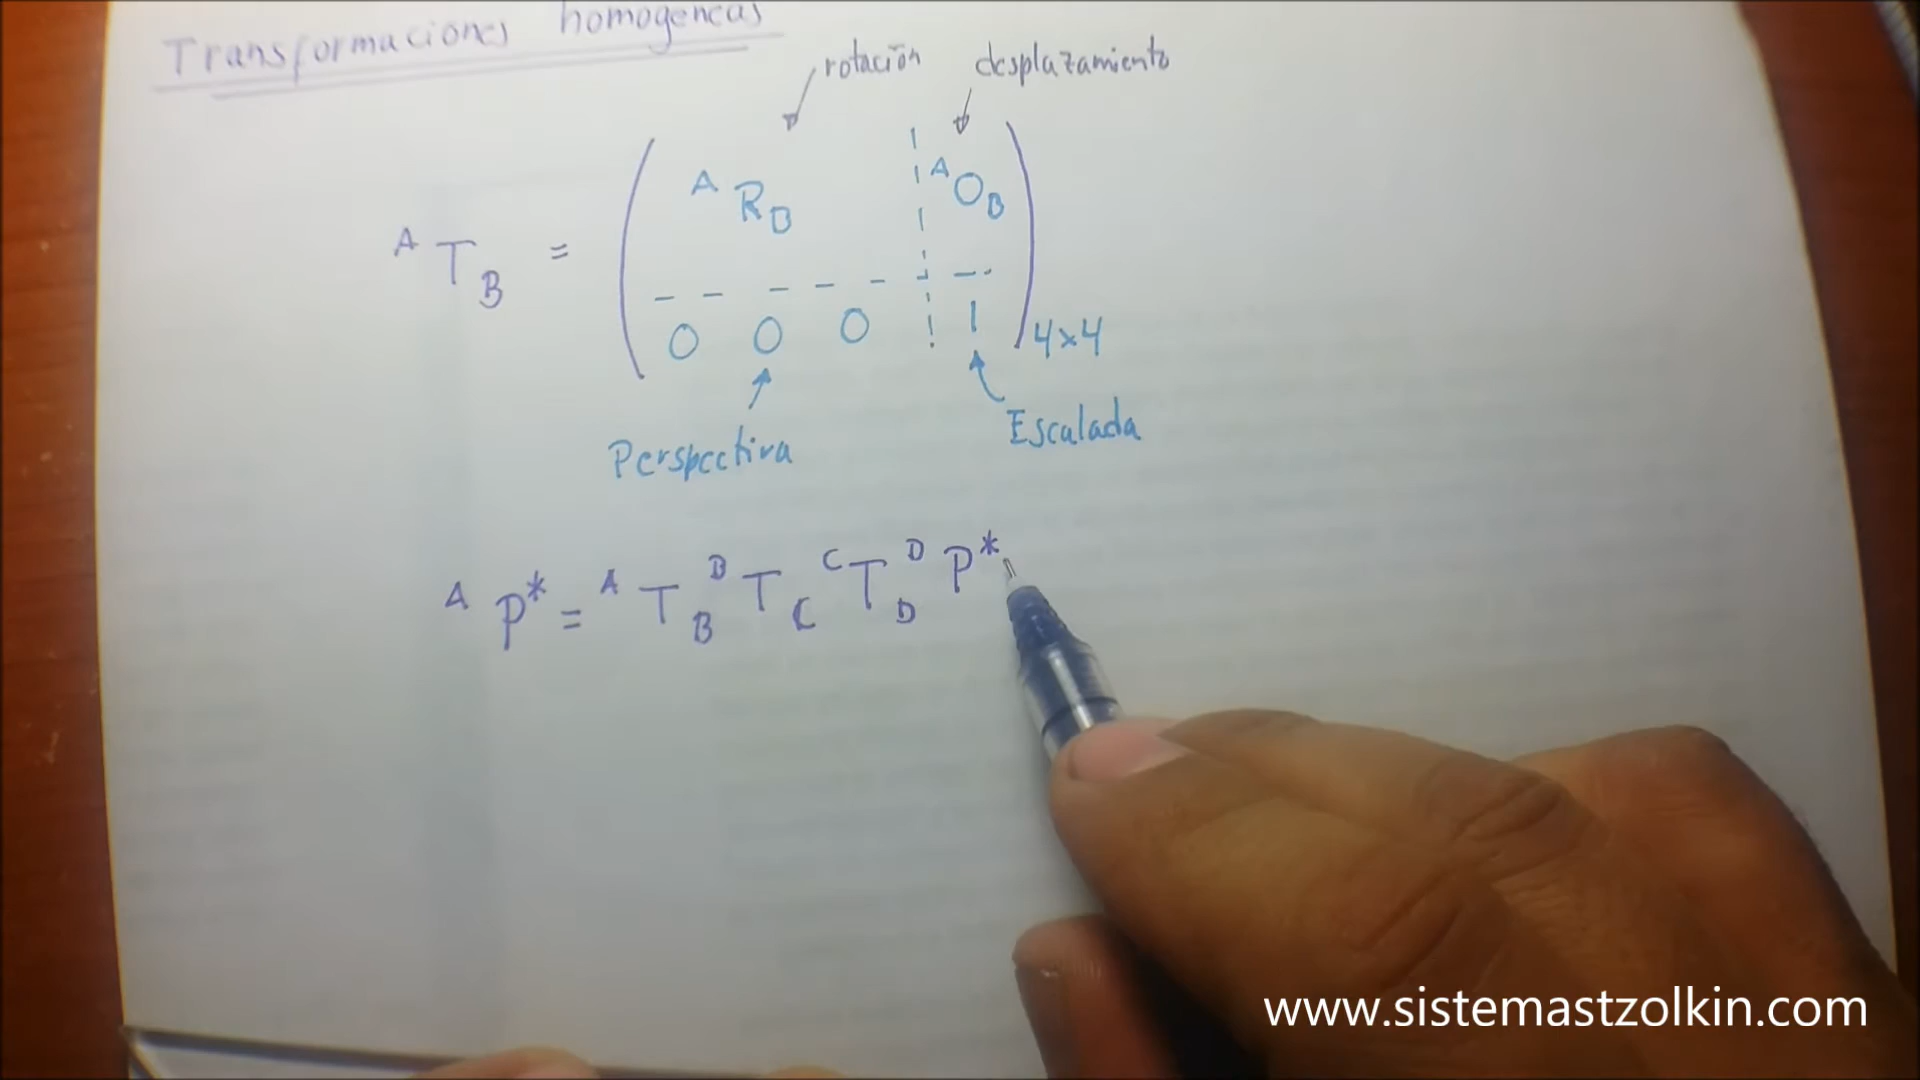 Transformaciones homogeneas
rotación desplazamiento
A R B A O B
A T B =
0 0 0 1 4x4
Perspectiva Escalada
A P* = A T B B T C C T D D P*
www.sistemastzolkin.com